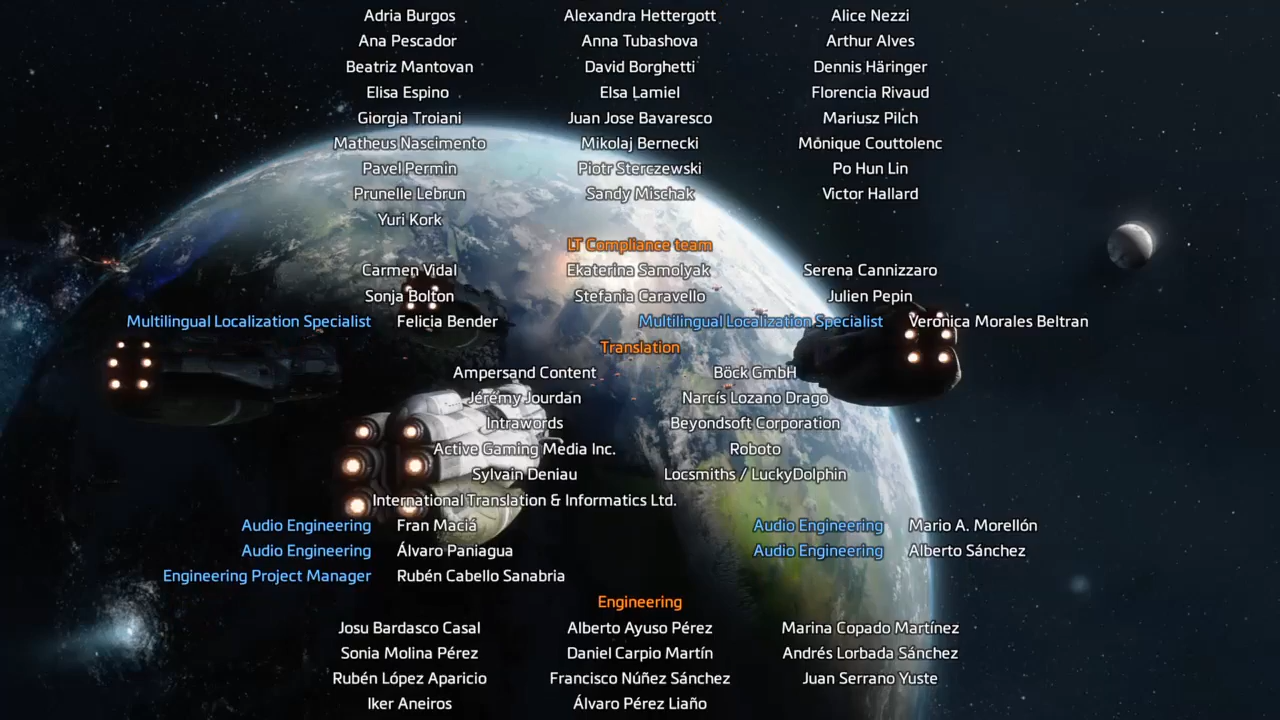 Adria Burgos Alexandra Hettergott Alice Nezzi
Ana Pescador Anna Tubashova Arthur Alves
Beatriz Mantovan David Borghetti Dennis Häringer
Elisa Espino Elsa Lamiel Florencia Rivaud
Giorgia Troiani Juan Jose Bavaresco Mariusz Pilch
Matheus Nascimento Mikolaj Bernecki Mónique Couttolenc
Pavel Permin Piotr Sterczewski Po Hun Lin
Prunelle Lebrun Sandy Mischak Victor Hallard
Yuri Kork
LT Compliance team
Carmen Vidal Ekaterina Samolyak Serena Cannizzaro
Sonja Bolton Stefania Caravello Julien Pepin
Multilingual Localization Specialist Felicia Bender Multilingual Localization Specialist Veronica Morales Beltran
Translation
Ampersand Content Böck GmbH
Jérémy Jourdan Narcís Lozano Drago
Intrawords Beyondsoft Corporation
Active Gaming Media Inc. Roboto
Sylvain Deniau Locsmiths / LuckyDolphin
International Translation & Informatics Ltd.
Audio Engineering Fran Maciá Audio Engineering Mario A. Morellón
Audio Engineering Álvaro Paniagua Audio Engineering Alberto Sánchez
Engineering Project Manager Rubén Cabello Sanabria
Engineering
Josu Bardasco Casal Alberto Ayuso Pérez Marina Copado Martínez
Sonia Molina Pérez Daniel Carpio Martín Andrés Lorbada Sánchez
Rubén López Aparicio Francisco Núñez Sánchez Juan Serrano Yuste
Iker Aneiros Álvaro Pérez Liaño